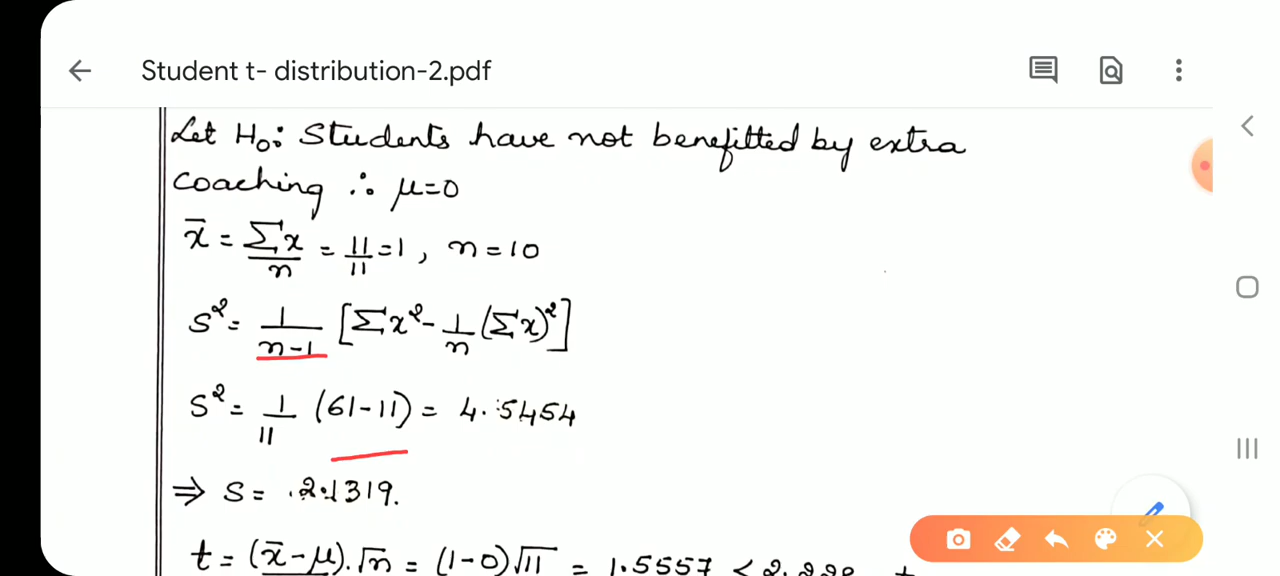 Student t- distribution-2.pdf
Let H₀: Students have not benefitted by extra
coaching ∴ μ=0
x̄ = Σx/n = 11/11 = 1, n = 10
S² = 1/(n-1) [Σx² - 1/n (Σx)²]
S² = 1/11 (61-11) = 4.5454
⇒ S = .2.1319.
t = (x̄-μ).√n = (1-0)√11 = 1.5557 < 2.228